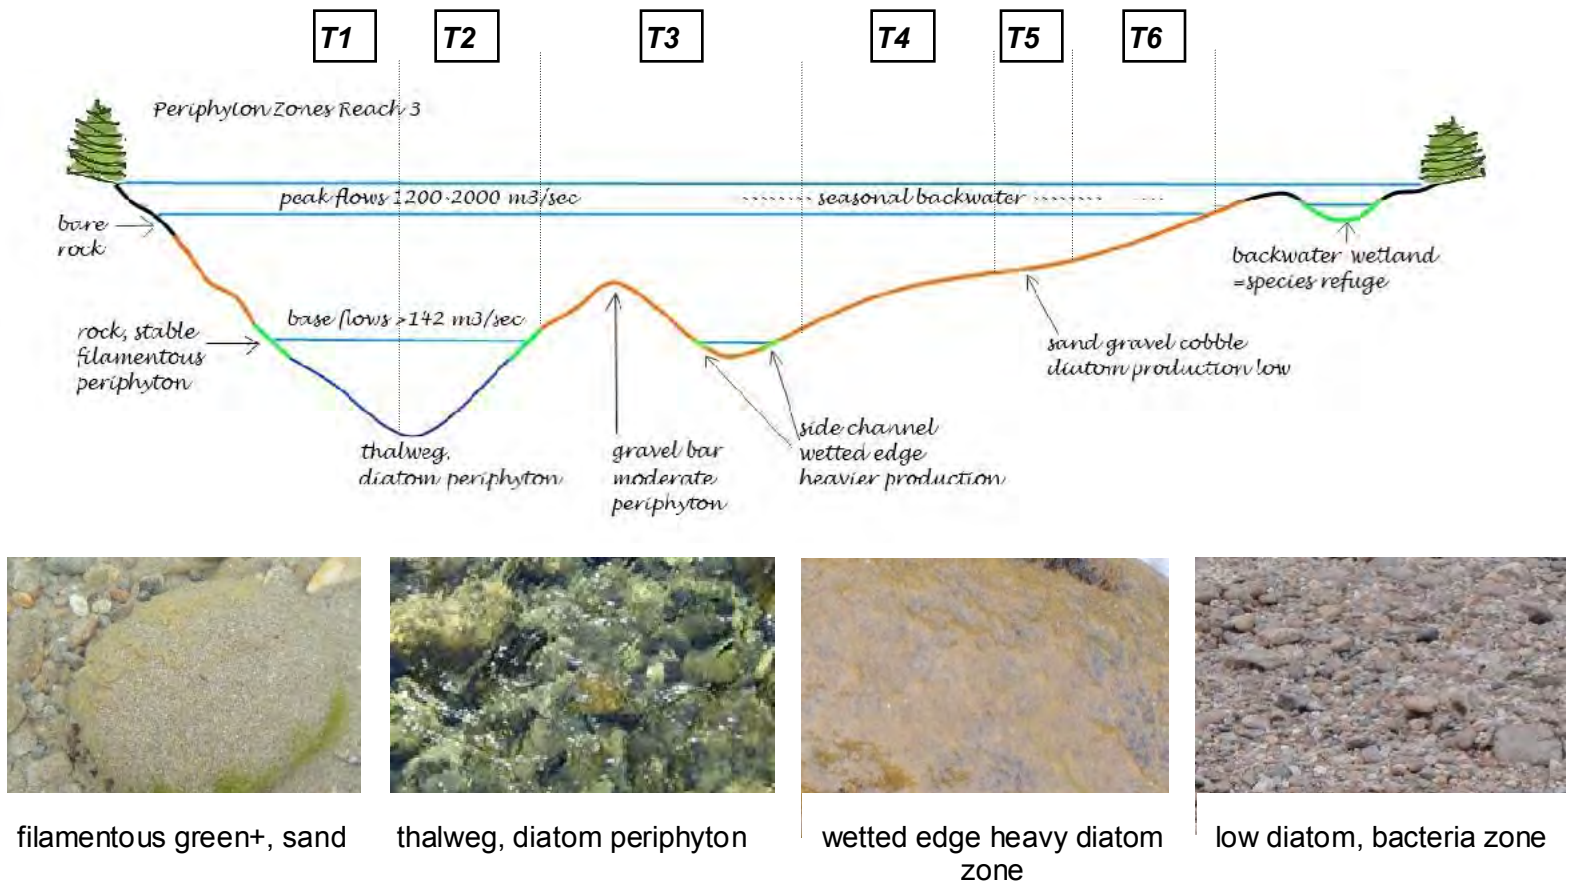 T1
T2
T3
T4
T5
T6
Periphyton Zones Reach 3
peak flows 1200-2000 m3/sec
seasonal backwater
bare
rock
backwater wetland
=species refuge
base flows >142 m3/sec
rock, stable
filamentous
periphyton
sand gravel cobble
diatom production low
thalweg,
diatom periphyton
gravel bar
moderate
periphyton
side channel
wetted edge
heavier production
filamentous green+, sand
thalweg, diatom periphyton
wetted edge heavy diatom
zone
low diatom, bacteria zone